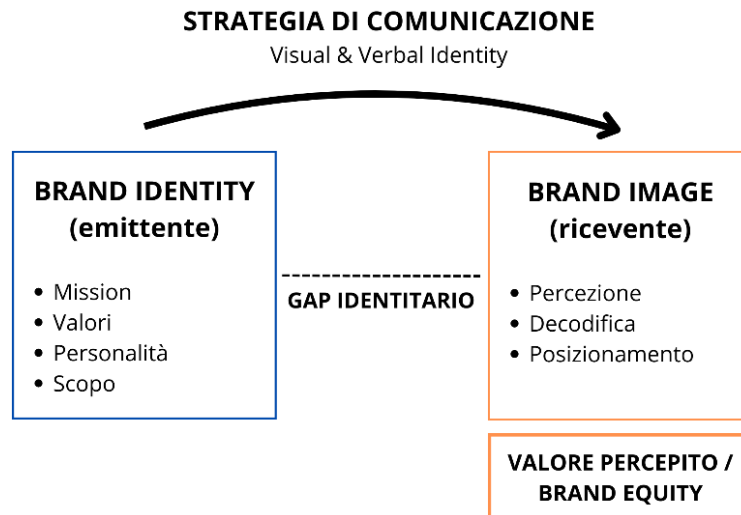 STRATEGIA DI COMUNICAZIONE
Visual & Verbal Identity
BRAND IDENTITY
(emittente)
• Mission
• Valori
• Personalità
• Scopo
GAP IDENTITARIO
BRAND IMAGE
(ricevente)
• Percezione
• Decodifica
• Posizionamento
VALORE PERCEPITO /
BRAND EQUITY